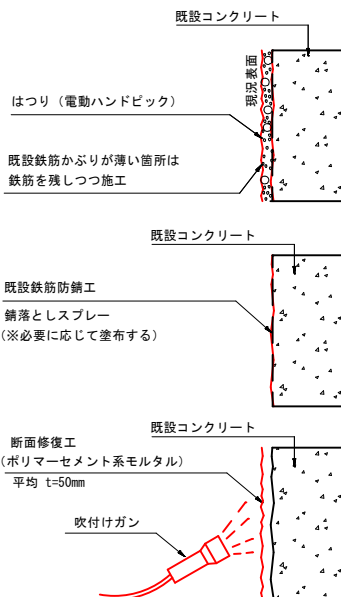 既設コンクリート
現況表面
はつり（電動ハンドピック）
既設鉄筋かぶりが薄い箇所は
鉄筋を残しつつ施工
既設コンクリート
既設鉄筋防錆工
錆落としスプレー
（※必要に応じて塗布する）
既設コンクリート
断面修復工
（ポリマーセメント系モルタル）
平均 t=50mm
吹付けガン